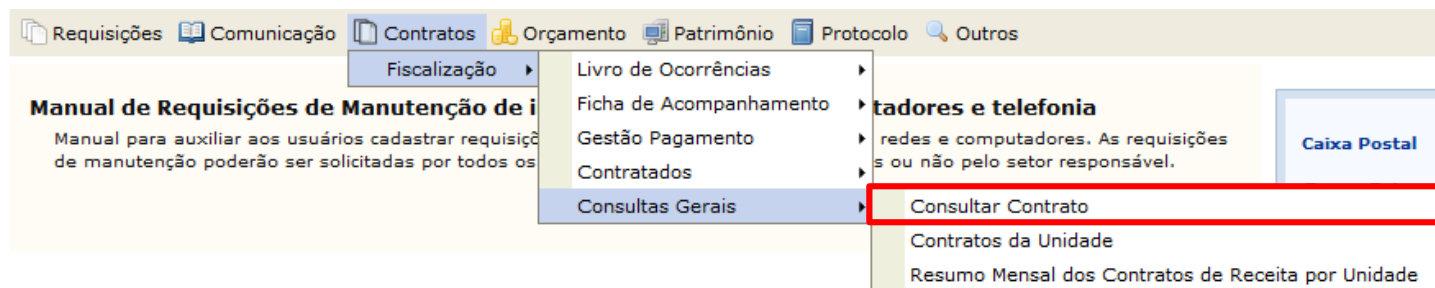 Requisições Comunicação Contratos Orçamento Patrimônio Protocolo Outros
Fiscalização
Livro de Ocorrências
Ficha de Acompanhamento
Gestão Pagamento
Contratados
Consultas Gerais
Consultar Contrato
Contratos da Unidade
Resumo Mensal dos Contratos de Receita por Unidade
Manual de Requisições de Manutenção de i tadores e telefonia
Manual para auxiliar aos usuários cadastrar requisiçõ redes e computadores. As requisições
de manutenção poderão ser solicitadas por todos os s ou não pelo setor responsável.
Caixa Postal